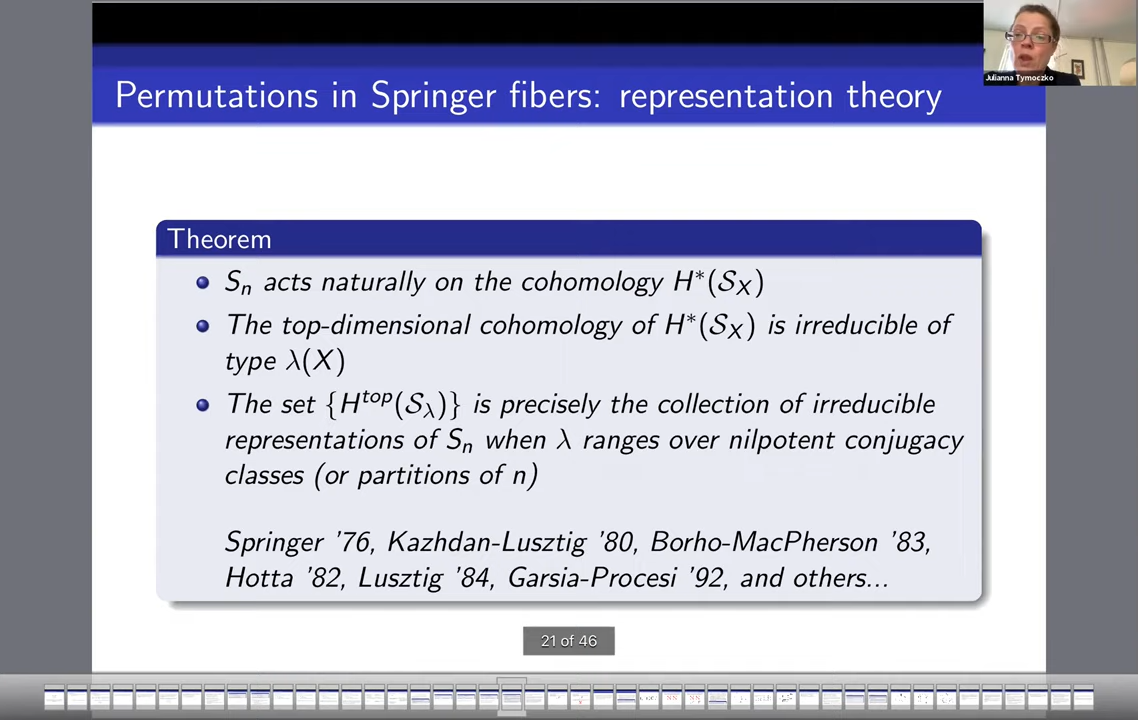 Permutations in Springer fibers: representation theory
Julianna Tymoczko
Theorem
Sₙ acts naturally on the cohomology H*(𝒮_X)
The top-dimensional cohomology of H*(𝒮_X) is irreducible of
type λ(X)
The set {H^{top}(𝒮_λ)} is precisely the collection of irreducible
representations of Sₙ when λ ranges over nilpotent conjugacy
classes (or partitions of n)
Springer '76, Kazhdan-Lusztig '80, Borho-MacPherson '83,
Hotta '82, Lusztig '84, Garsia-Procesi '92, and others...
21 of 46